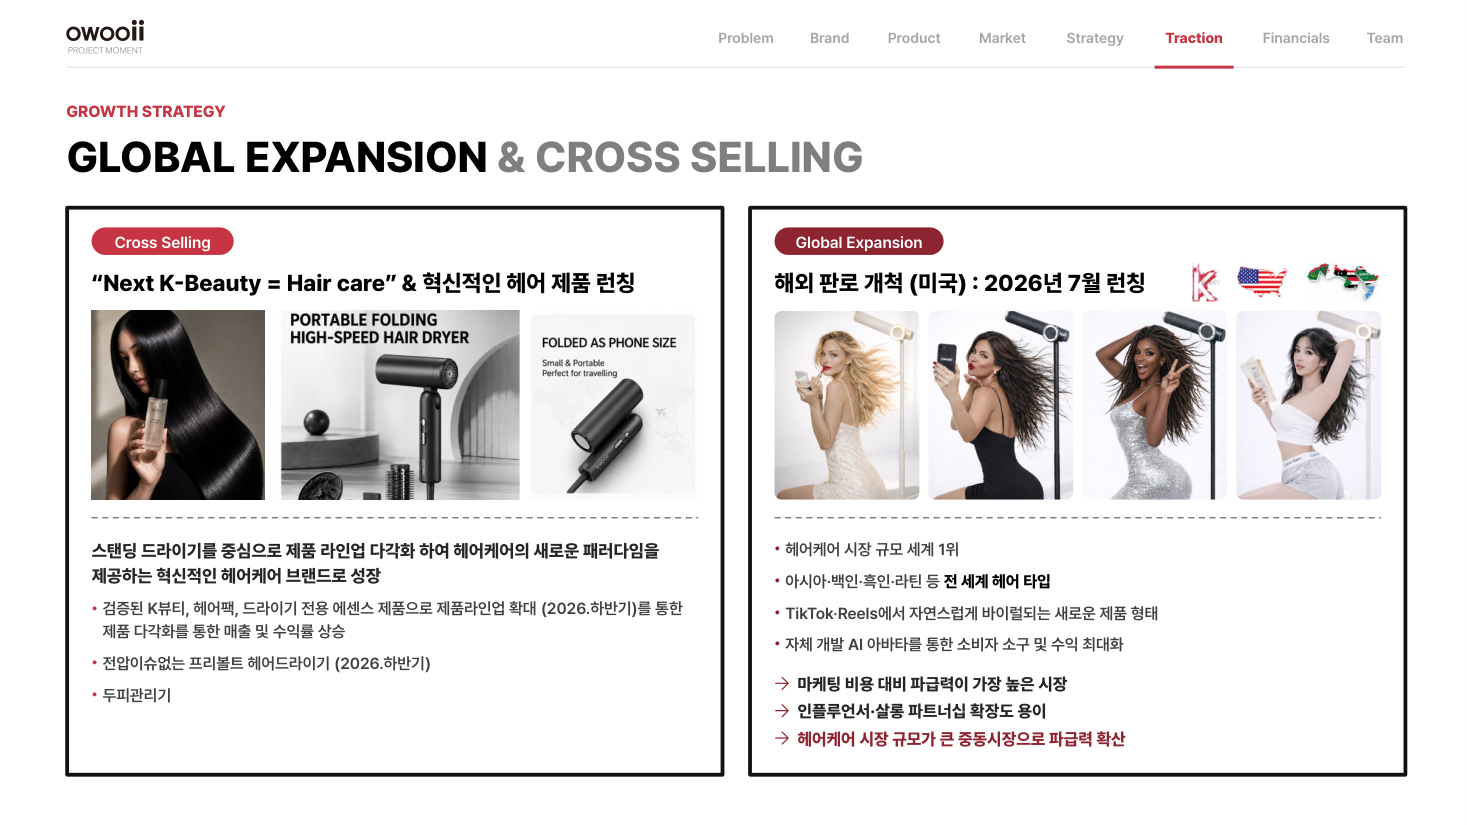 owooii
PROJECT MOMENT
Problem
Brand
Product
Market
Strategy
Traction
Financials
Team
GROWTH STRATEGY
GLOBAL EXPANSION & CROSS SELLING
Cross Selling
“Next K-Beauty = Hair care” & 혁신적인 헤어 제품 런칭
PORTABLE FOLDING
HIGH-SPEED HAIR DRYER
FOLDED AS PHONE SIZE
Small & Portable
Perfect for travelling
스탠딩 드라이기를 중심으로 제품 라인업 다각화 하여 헤어케어의 새로운 패러다임을
제공하는 혁신적인 헤어케어 브랜드로 성장
• 검증된 K뷰티, 헤어팩, 드라이기 전용 에센스 제품으로 제품라인업 확대 (2026.하반기)를 통한
제품 다각화를 통한 매출 및 수익률 상승
• 전압이슈없는 프리볼트 헤어드라이기 (2026.하반기)
• 두피관리기
Global Expansion
해외 판로 개척 (미국) : 2026년 7월 런칭
K
• 헤어케어 시장 규모 세계 1위
• 아시아·백인·흑인·라틴 등 전 세계 헤어 타입
• TikTok·Reels에서 자연스럽게 바이럴되는 새로운 제품 형태
• 자체 개발 AI 아바타를 통한 소비자 소구 및 수익 최대화
→ 마케팅 비용 대비 파급력이 가장 높은 시장
→ 인플루언서·살롱 파트너십 확장도 용이
→ 헤어케어 시장 규모가 큰 중동시장으로 파급력 확산